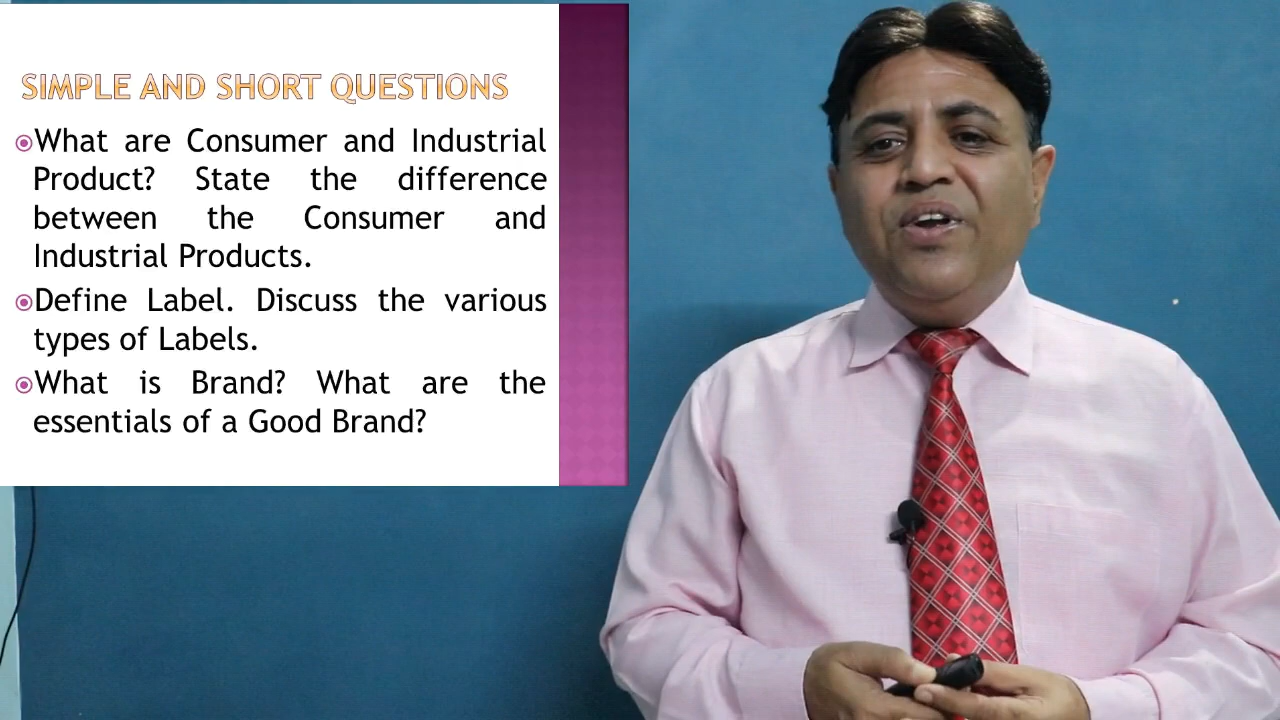 SIMPLE AND SHORT QUESTIONS
What are Consumer and Industrial
Product? State the difference
between the Consumer and
Industrial Products.
Define Label. Discuss the various
types of Labels.
What is Brand? What are the
essentials of a Good Brand?